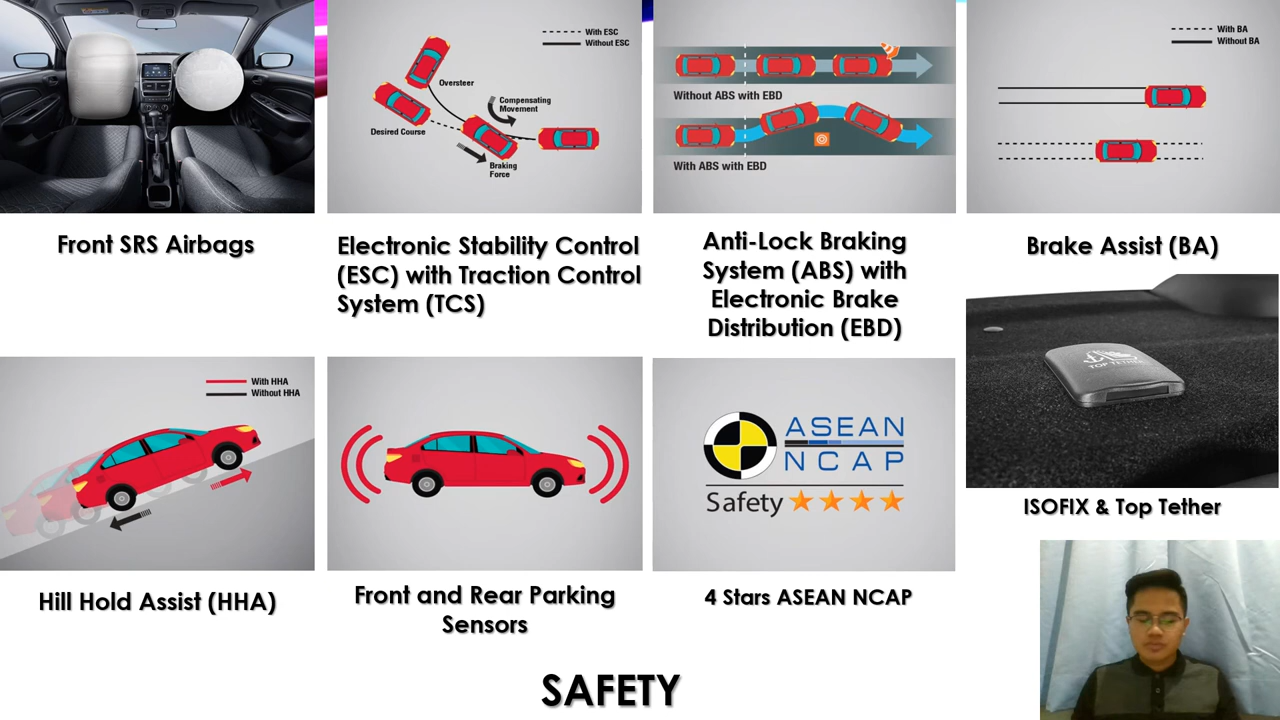 With ESC
Without ESC
Oversteer
Compensating
Movement
Desired Course
Braking
Force
Without ABS with EBD
With ABS with EBD
With BA
Without BA
Front SRS Airbags
Electronic Stability Control
(ESC) with Traction Control
System (TCS)
Anti-Lock Braking
System (ABS) with
Electronic Brake
Distribution (EBD)
Brake Assist (BA)
With HHA
Without HHA
ASEAN
NCAP
Safety
TOP TETHER
ISOFIX & Top Tether
Hill Hold Assist (HHA)
Front and Rear Parking
Sensors
4 Stars ASEAN NCAP
SAFETY